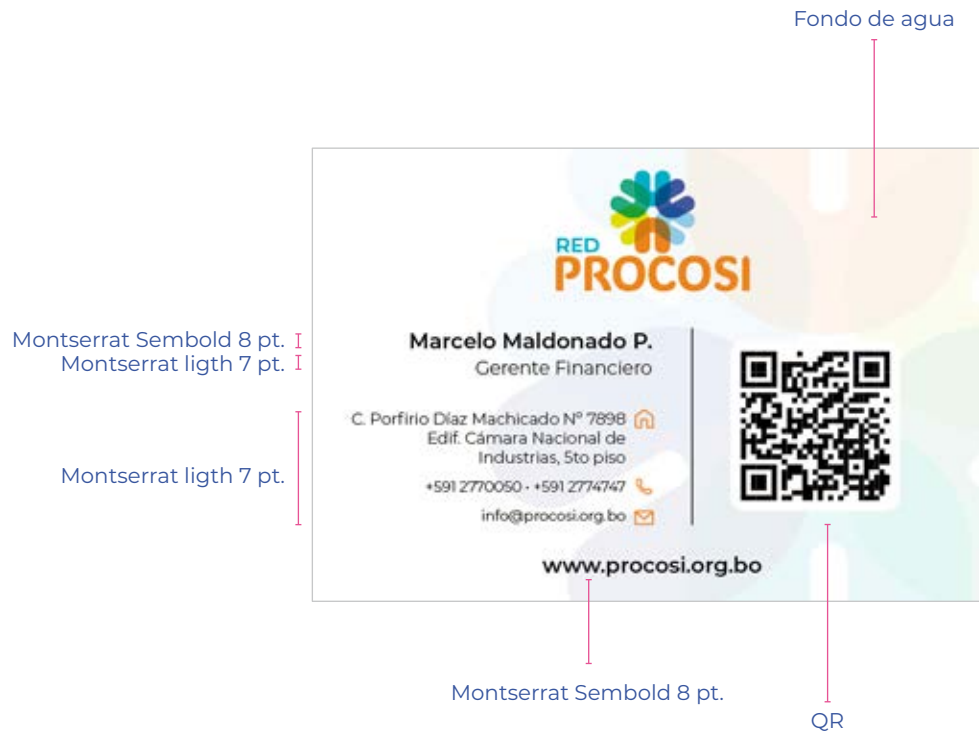 Fondo de agua
RED
PROCOSI
Montserrat Sembold 8 pt.
Marcelo Maldonado P.
Montserrat ligth 7 pt.
Gerente Financiero
Montserrat ligth 7 pt.
C. Porfirio Díaz Machicado Nº 7898
Edif. Cámara Nacional de
Industrias, 5to piso
+591 2770050 - +591 2774747
info@procosi.org.bo
www.procosi.org.bo
Montserrat Sembold 8 pt.
QR